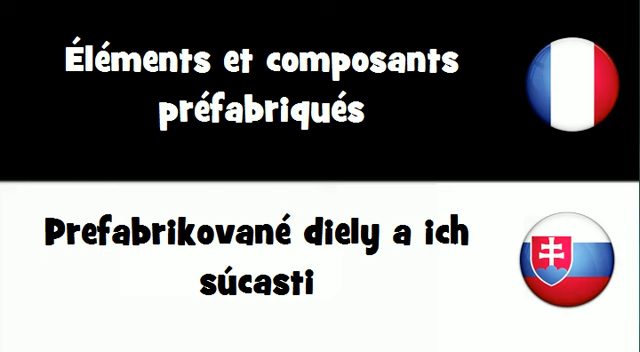 Éléments et composants
préfabriqués
Prefabrikované diely a ich
súcasti